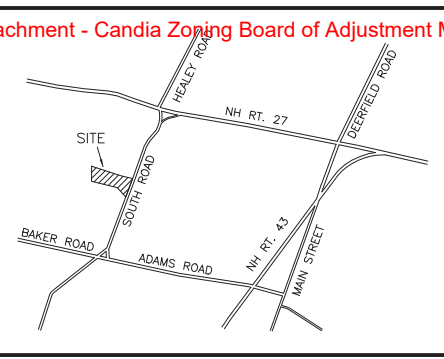 achment - Candia Zoning Board of Adjustment M
HEALEY ROAD
DEERFIELD ROAD
NH RT. 27
SITE
SOUTH ROAD
BAKER ROAD
ADAMS ROAD
NH RT. 43
MAIN STREET